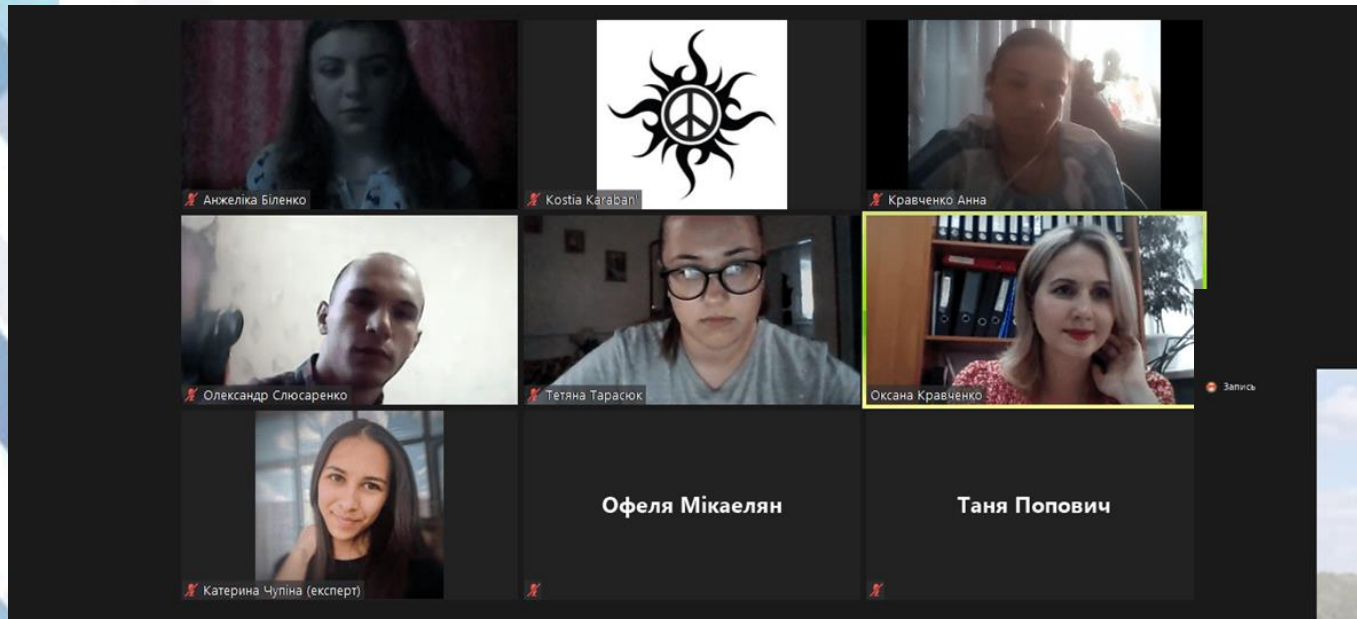 Анжеліка Біленко
Kostia Karaban'
Кравченко Анна
Олександр Слюсаренко
Тетяна Тарасюк
Оксана Кравченко
Запись
Катерина Чупіна (експерт)
Офеля Мікаелян
Таня Попович